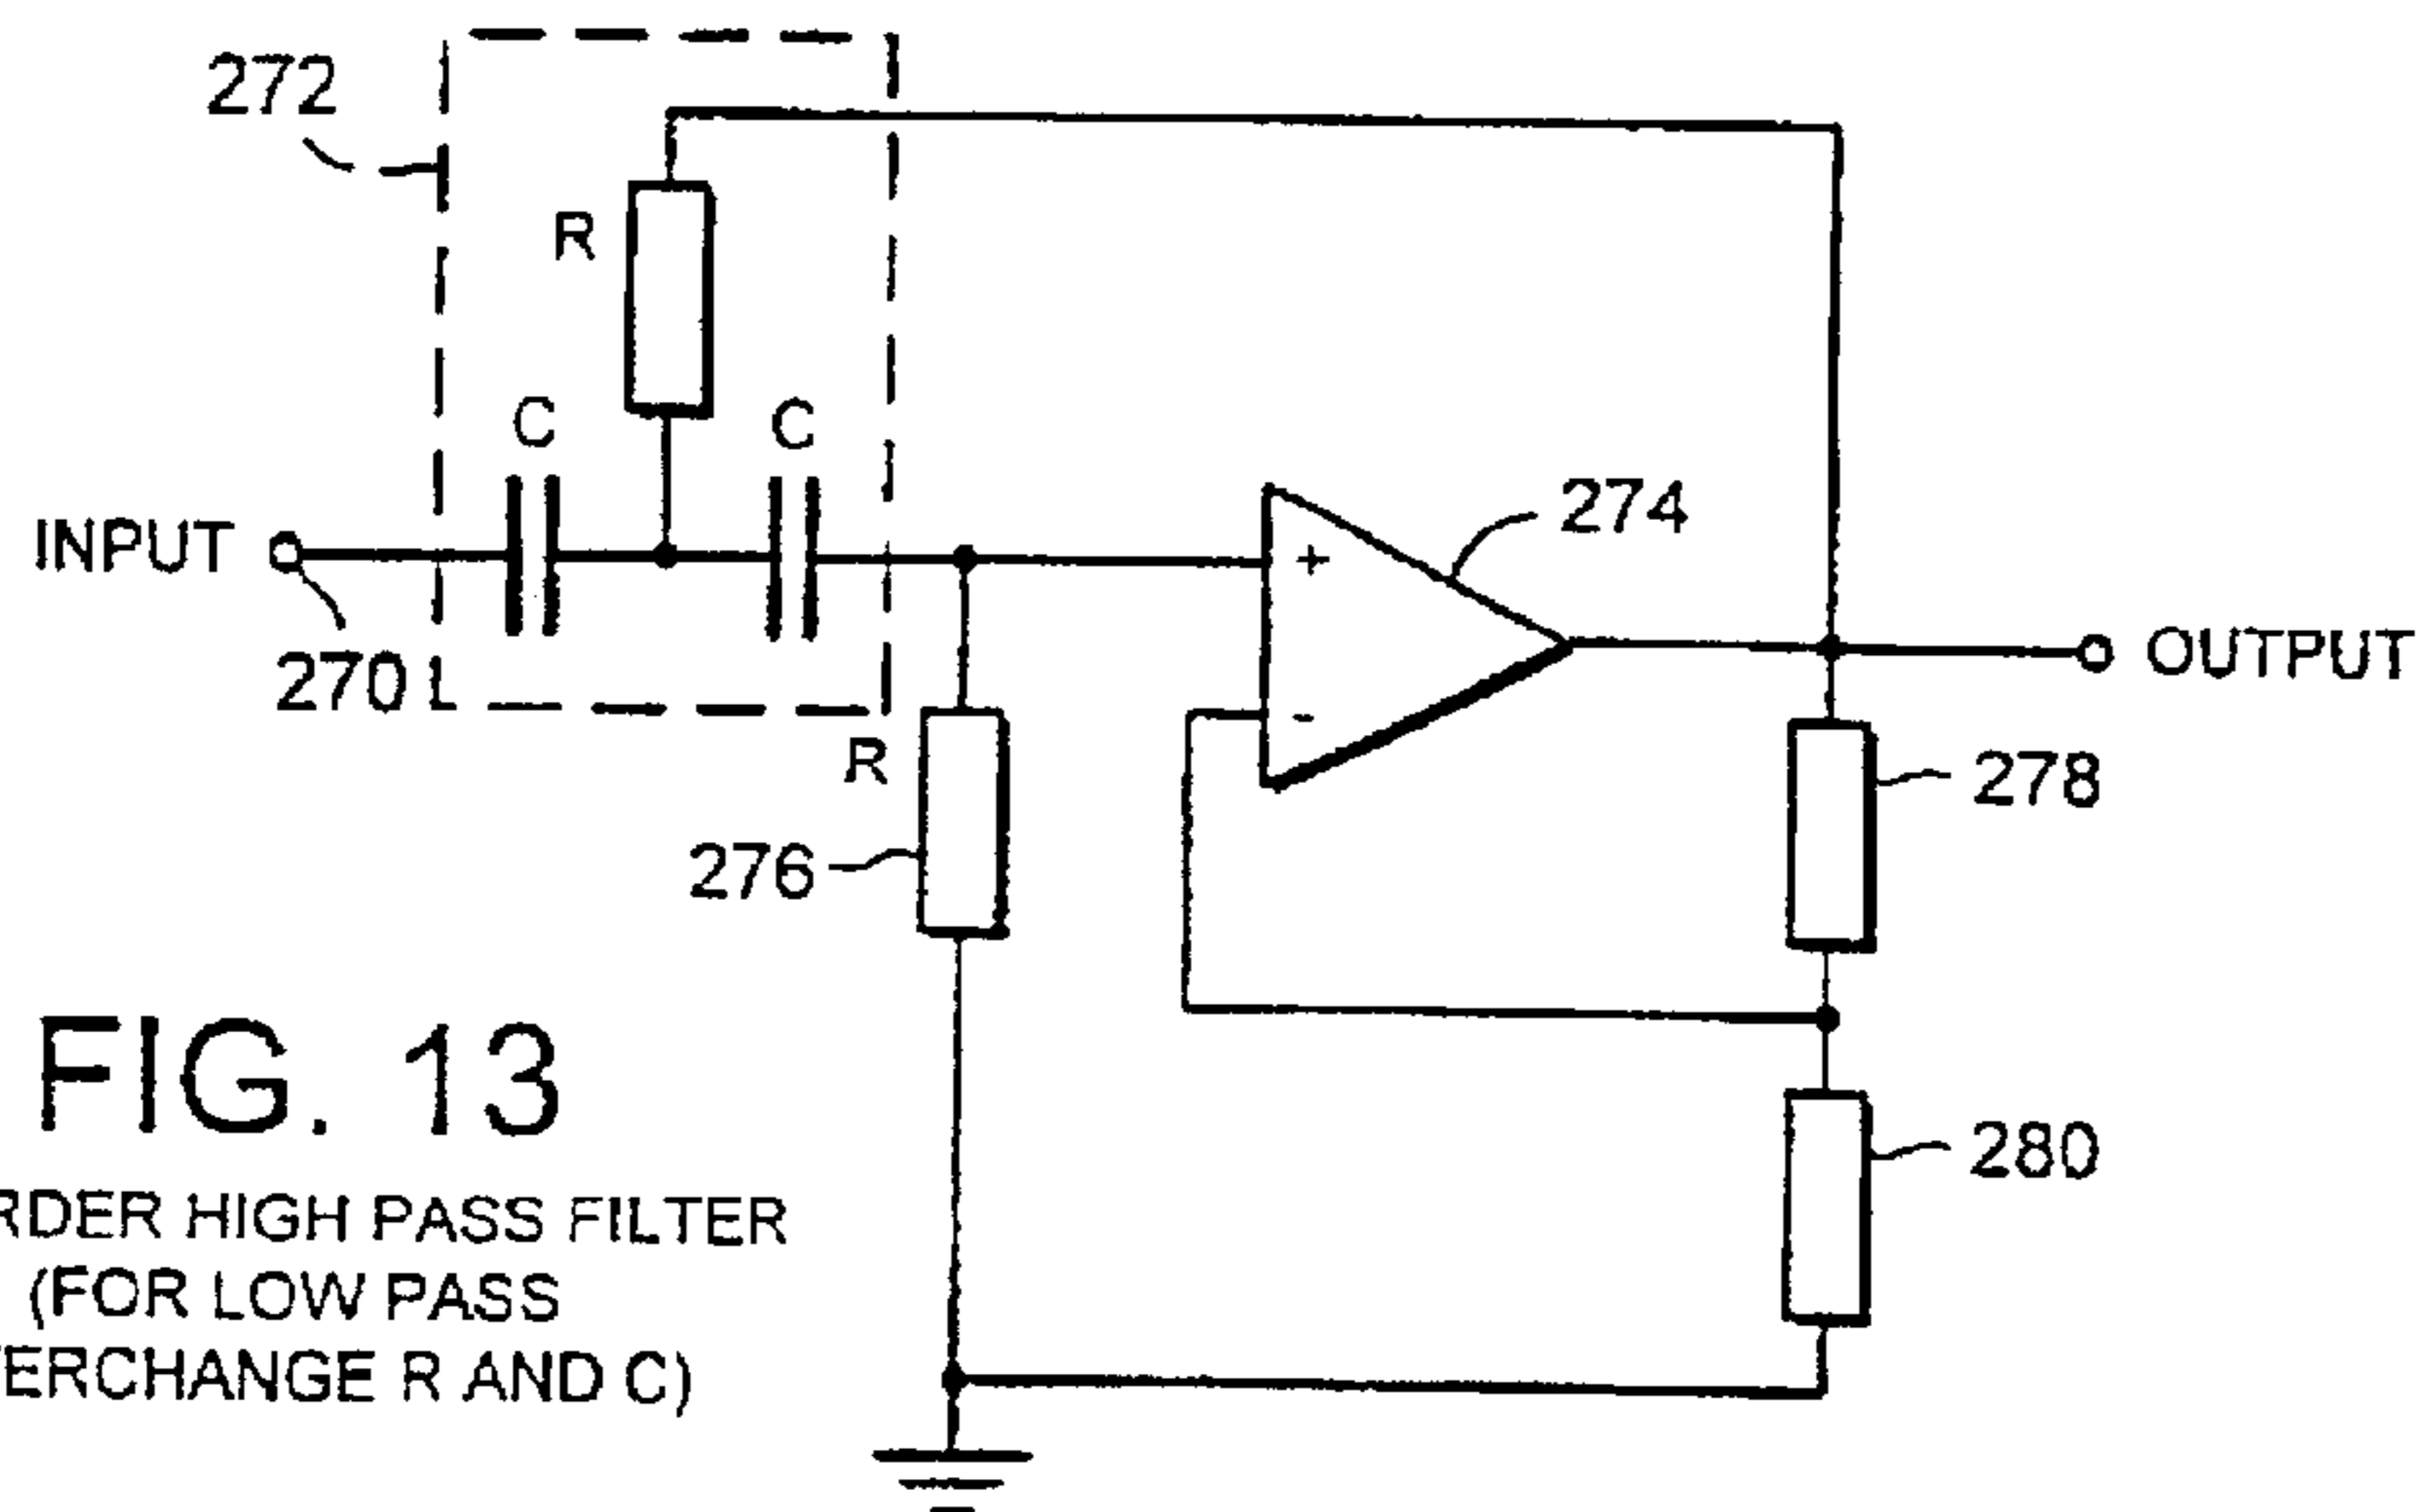 272
R
C
C
INPUT
270
+
-
274
OUTPUT
R
276
278
280
FIG. 13
HIGH PASS FILTER
(FOR LOW PASS
R AND C)